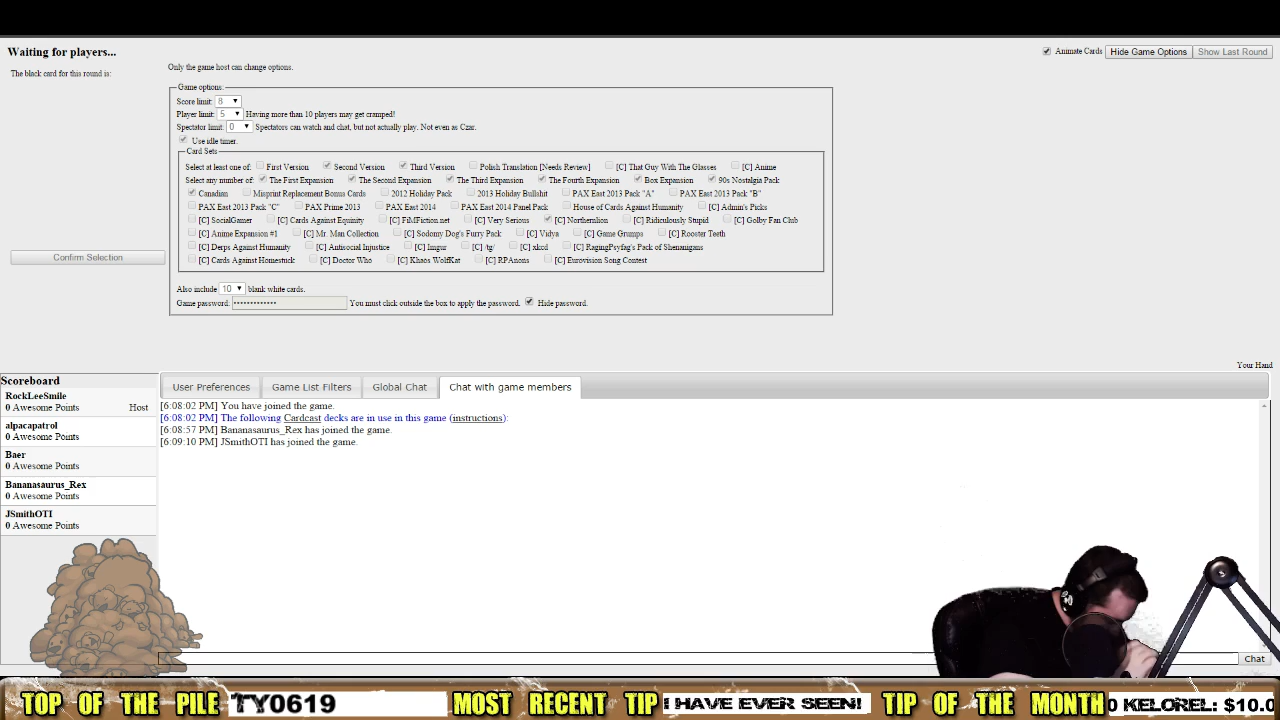 Waiting for players...
Animate Cards Hide Game Options Show Last Round
The black card for this round is:
Only the game host can change options.
Game options:
Score limit: 8
Player limit: 5 Having more than 10 players may get cramped!
Spectator limit: 0 Spectators can watch and chat, but not actually play. Not even as Czar.
Use idle timer.
Card Sets
Select at least one of: First Version Second Version Third Version Polish Translation [Needs Review] [C] That Guy With The Glasses [C] Anime
Select any number of: The First Expansion The Second Expansion The Third Expansion The Fourth Expansion Box Expansion 90s Nostalgia Pack
Canadian Misprint Replacement Bonus Cards 2012 Holiday Pack 2013 Holiday Bullshit PAX East 2013 Pack "A" PAX East 2013 Pack "B"
PAX East 2013 Pack "C" PAX Prime 2013 PAX East 2014 PAX East 2014 Panel Pack House of Cards Against Humanity [C] Admin's Picks
[C] SocialGamer [C] Cards Against Equinity [C] FiMFiction.net [C] Very Serious [C] Northernlion [C] Ridiculously Stupid [C] Golby Fan Club
[C] Anime Expansion #1 [C] Mr. Man Collection [C] Sodomy Dog's Furry Pack [C] Vidya [C] Game Grumps [C] Rooster Teeth
[C] Derps Against Humanity [C] Antisocial Injustice [C] Imgur [C] /tg/ [C] xkcd [C] RagingPsyfag's Pack of Shenanigans
[C] Cards Against Homestuck [C] Doctor Who [C] Khaos WolfKat [C] RPAnons [C] Eurovision Song Contest
Confirm Selection
Also include 10 blank white cards.
Game password: ••••••••••••• You must click outside the box to apply the password. Hide password.
Your Hand
Scoreboard
RockLeeSmile
0 Awesome Points Host
alpacapatrol
0 Awesome Points
Baer
0 Awesome Points
Bananasaurus_Rex
0 Awesome Points
JSmithOTI
0 Awesome Points
User Preferences Game List Filters Global Chat Chat with game members
[6:08:02 PM] You have joined the game.
[6:08:02 PM] The following Cardcast decks are in use in this game (instructions):
[6:08:57 PM] Bananasaurus_Rex has joined the game.
[6:09:10 PM] JSmithOTI has joined the game.
Chat
TOP OF THE PILE TY0619 MOST RECENT TIP I HAVE EVER SEEN! TIP OF THE MONTH 0 KELOREL: $10.0